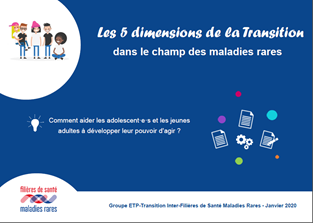 Les 5 dimensions de la Transition
dans le champ des maladies rares
Comment aider les adolescent·e·s et les jeunes
adultes à développer leur pouvoir d'agir ?
filières de santé
maladies rares
Groupe ETP-Transition Inter-Filières de Santé Maladies Rares - Janvier 2020